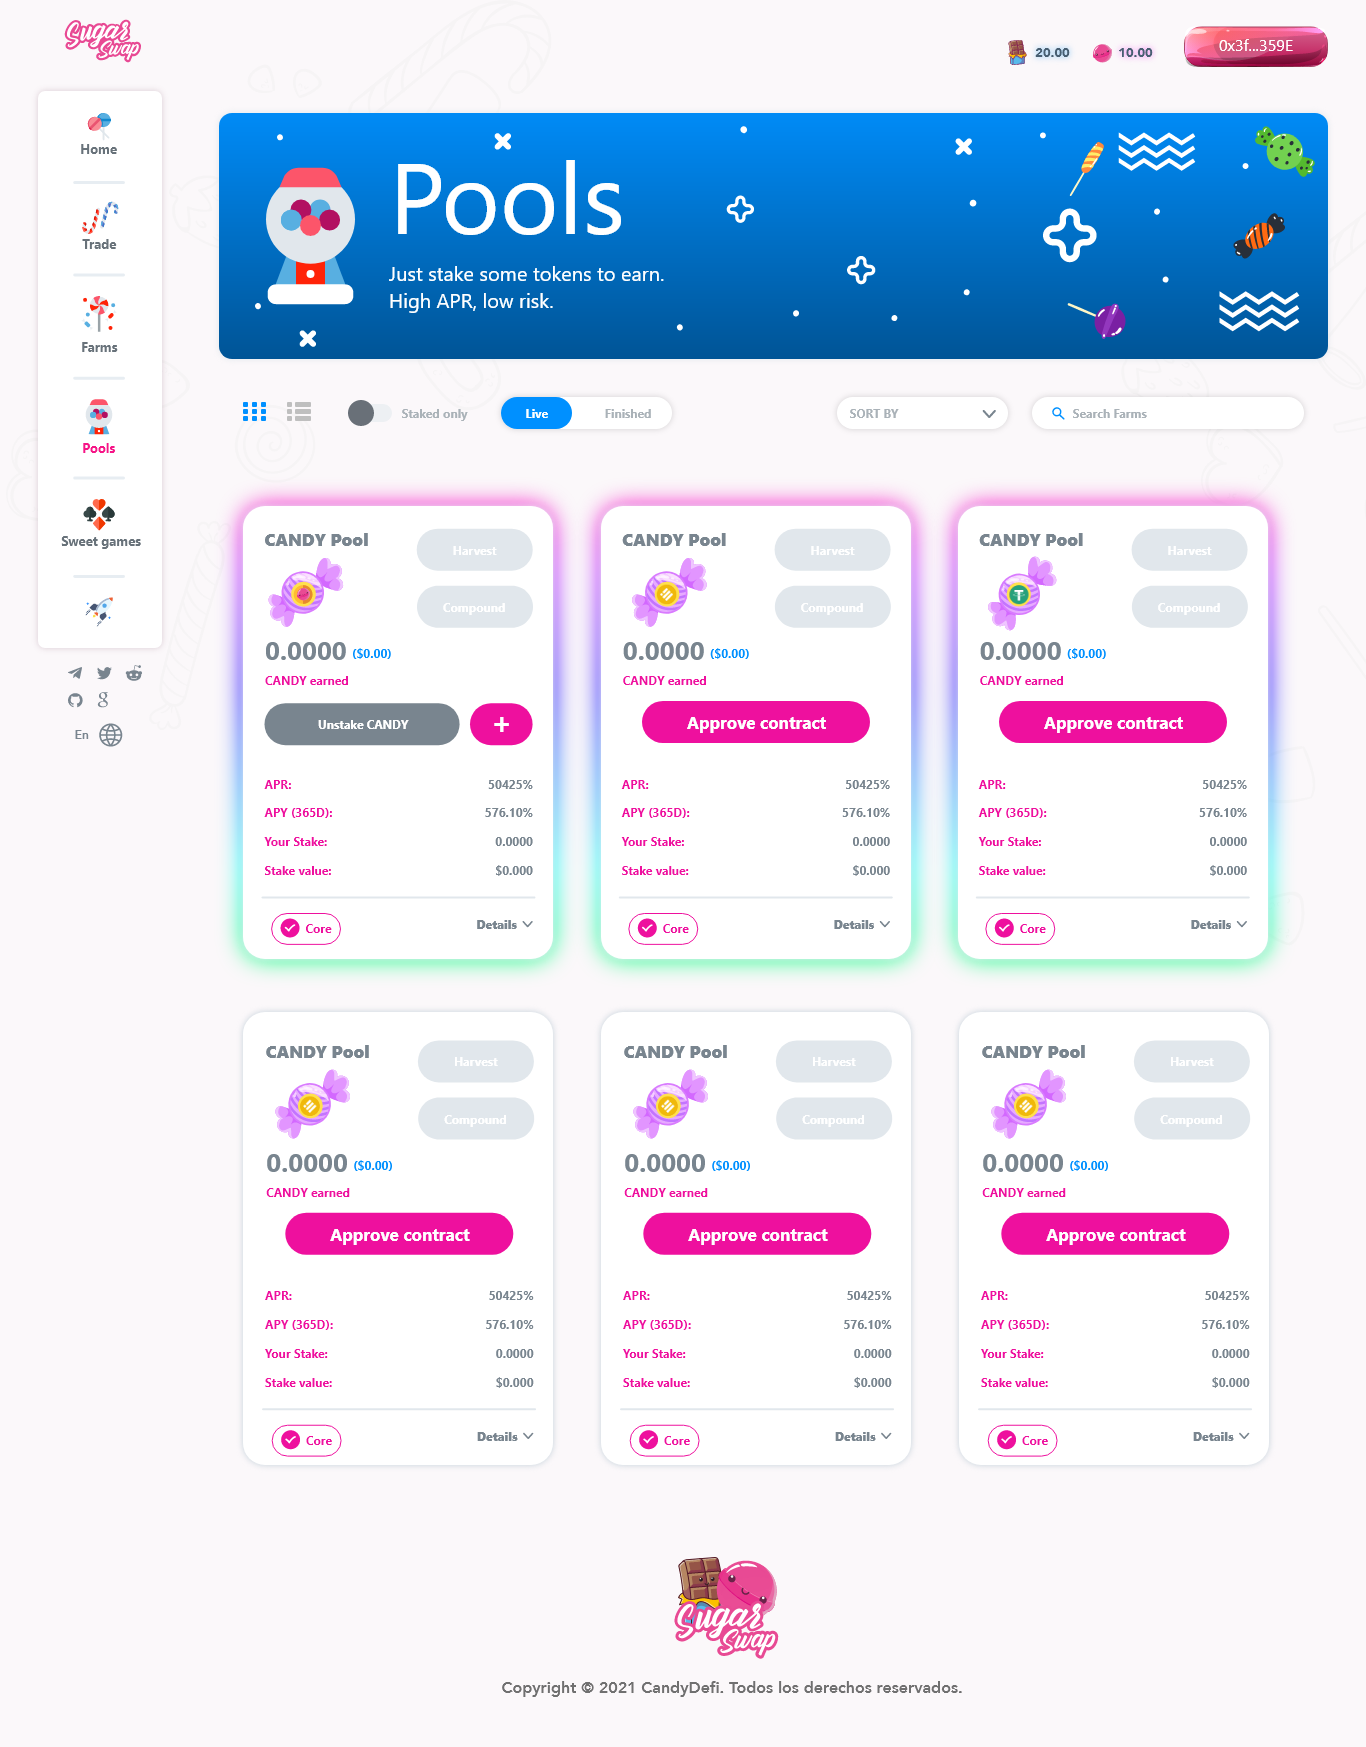 Sugar
Swap
20.00
10.00
0x3f...359E
Home
Trade
Farms
Pools
Sweet games
En
Pools
Just stake some tokens to earn.
High APR, low risk.
Staked only
Live
Finished
SORT BY
Search Farms
CANDY Pool
Harvest
Compound
0.0000 ($0.00)
CANDY earned
Unstake CANDY
+
APR: 50425%
APY (365D): 576.10%
Your Stake: 0.0000
Stake value: $0.000
Core
Details
CANDY Pool
Harvest
Compound
0.0000 ($0.00)
CANDY earned
Approve contract
APR: 50425%
APY (365D): 576.10%
Your Stake: 0.0000
Stake value: $0.000
Core
Details
CANDY Pool
Harvest
Compound
0.0000 ($0.00)
CANDY earned
Approve contract
APR: 50425%
APY (365D): 576.10%
Your Stake: 0.0000
Stake value: $0.000
Core
Details
CANDY Pool
Harvest
Compound
0.0000 ($0.00)
CANDY earned
Approve contract
APR: 50425%
APY (365D): 576.10%
Your Stake: 0.0000
Stake value: $0.000
Core
Details
CANDY Pool
Harvest
Compound
0.0000 ($0.00)
CANDY earned
Approve contract
APR: 50425%
APY (365D): 576.10%
Your Stake: 0.0000
Stake value: $0.000
Core
Details
CANDY Pool
Harvest
Compound
0.0000 ($0.00)
CANDY earned
Approve contract
APR: 50425%
APY (365D): 576.10%
Your Stake: 0.0000
Stake value: $0.000
Core
Details
Sugar
Swap
Copyright © 2021 CandyDefi. Todos los derechos reservados.